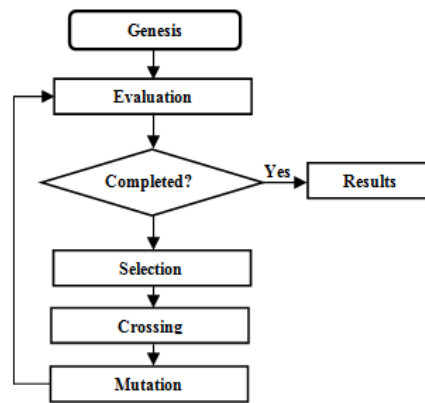 Genesis
Evaluation
Completed?
Yes
Results
Selection
Crossing
Mutation